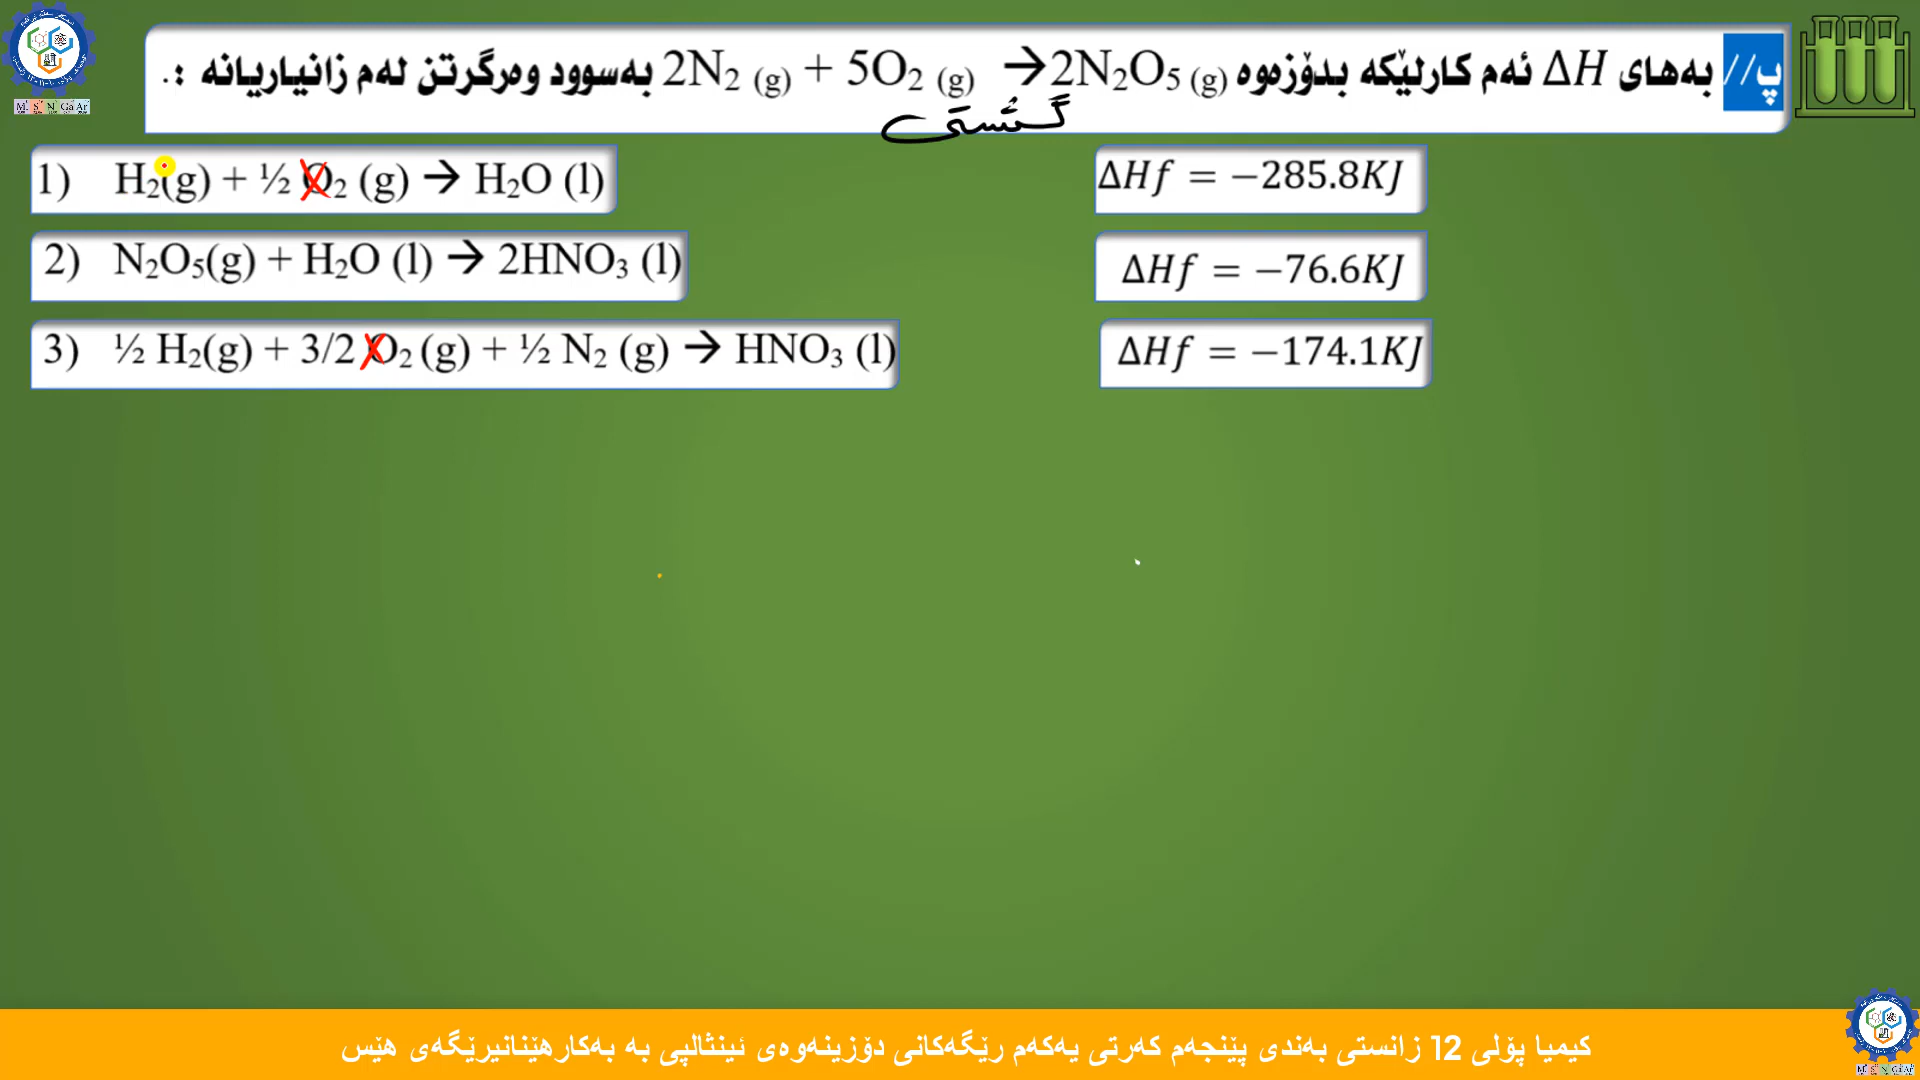 پ// بەهای ΔH ئەم کارلێکە بدۆزەوە 2N₂ (g) + 5O₂ (g) →2N₂O₅ (g) بەسوود وەرگرتن لەم زانیاریانە :.
گشتی
1) H₂(g) + ½ O₂ (g) → H₂O (l)
ΔHf = −285.8KJ
2) N₂O₅(g) + H₂O (l) → 2HNO₃ (l)
ΔHf = −76.6KJ
3) ½ H₂(g) + 3/2 O₂ (g) + ½ N₂ (g) → HNO₃ (l)
ΔHf = −174.1KJ
کیمیا پۆلی 12 زانستی بەندی پێنجەم کەرتی یەکەم رێگەکانی دۆزینەوەی ئینثالپی بە بەکارهێنانیرێگەی هێس